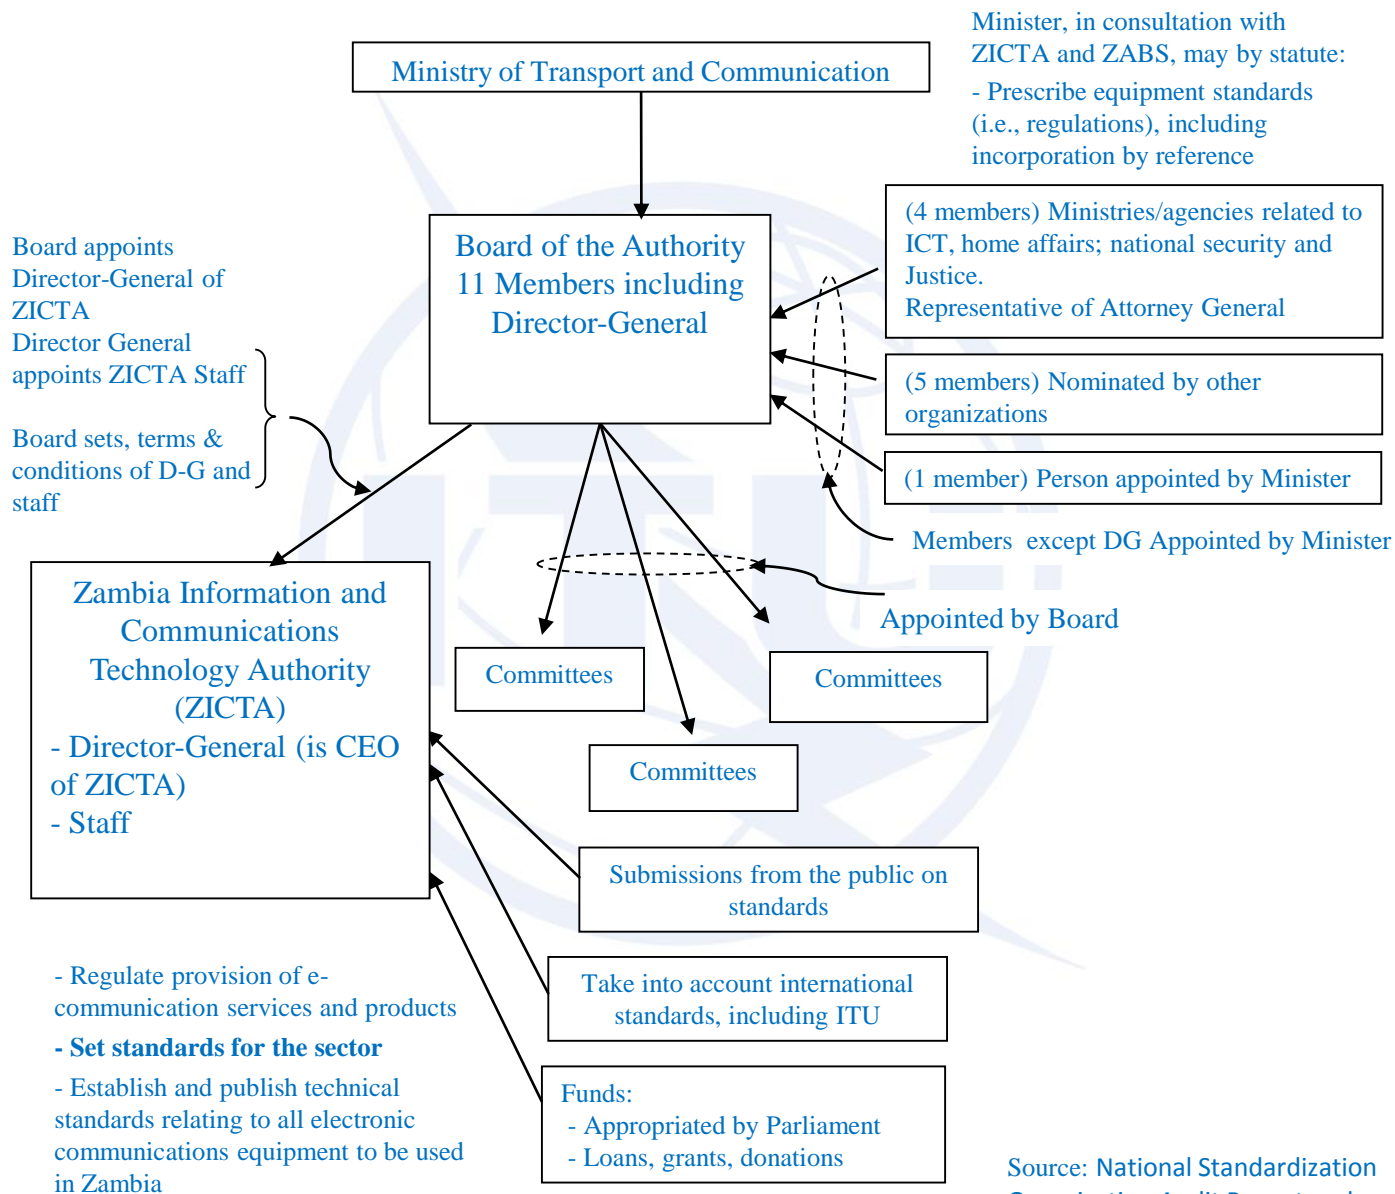 Minister, in consultation with
ZICTA and ZABS, may by statute:
- Prescribe equipment standards
(i.e., regulations), including
incorporation by reference
Ministry of Transport and Communication
Board of the Authority
11 Members including
Director-General
(4 members) Ministries/agencies related to
ICT, home affairs; national security and
Justice.
Representative of Attorney General
(5 members) Nominated by other
organizations
(1 member) Person appointed by Minister
Members except DG Appointed by Minister
Appointed by Board
Board appoints
Director-General of
ZICTA
Director General
appoints ZICTA Staff
Board sets, terms &
conditions of D-G and
staff
Zambia Information and
Communications
Technology Authority
(ZICTA)
- Director-General (is CEO
of ZICTA)
- Staff
Committees
Committees
Committees
Submissions from the public on
standards
Take into account international
standards, including ITU
Funds:
- Appropriated by Parliament
- Loans, grants, donations
- Regulate provision of e-
communication services and products
- Set standards for the sector
- Establish and publish technical
standards relating to all electronic
communications equipment to be used
in Zambia
Source: National Standardization
ITU